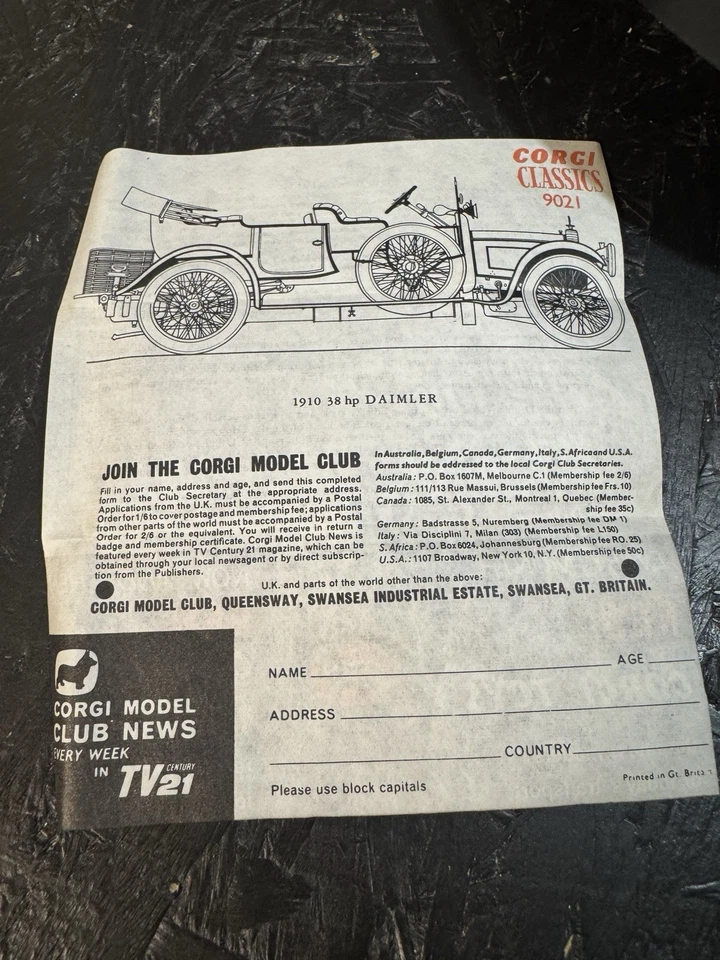 CORGI
CLASSICS
9021
1910 38 hp DAIMLER
JOIN THE CORGI MODEL CLUB
Fill in your name, address and age, and send this completed
form to the Club Secretary at the appropriate address.
Applications from the U.K. must be accompanied by a Postal
Order for 1/6 to cover postage and membership fee; applications
from other parts of the world must be accompanied by a Postal
Order for 2/6 or the equivalent. You will receive in return a
badge and membership certificate. Corgi Model Club News is
featured every week in TV Century 21 magazine, which can be
obtained through your local newsagent or by direct subscrip-
tion from the Publishers.
In Australia, Belgium, Canada, Germany, Italy, S. Africa and U.S.A.
forms should be addressed to the local Corgi Club Secretaries.
Australia: P.O. Box 1607M, Melbourne C.1 (Membership fee 2/6)
Belgium: 111/113 Rue Massui, Brussels (Membership fee Frs. 10)
Canada: 1085, St. Alexander St., Montreal 1, Quebec (Member-
ship fee 35c)
Germany: Badstrasse 5, Nuremberg (Membership fee DM 1)
Italy: Via Disciplini 7, Milan (303) (Membership fee L150)
S. Africa: P.O. Box 6024, Johannesburg (Membership fee RO. 25)
U.S.A.: 1107 Broadway, New York 10, N.Y. (Membership fee 50c)
U.K. and parts of the world other than the above:
CORGI MODEL CLUB, QUEENSWAY, SWANSEA INDUSTRIAL ESTATE, SWANSEA, GT. BRITAIN.
CORGI MODEL
CLUB NEWS
EVERY WEEK
IN TV CENTURY 21
NAME AGE
ADDRESS
COUNTRY
Please use block capitals
Printed in Gt.